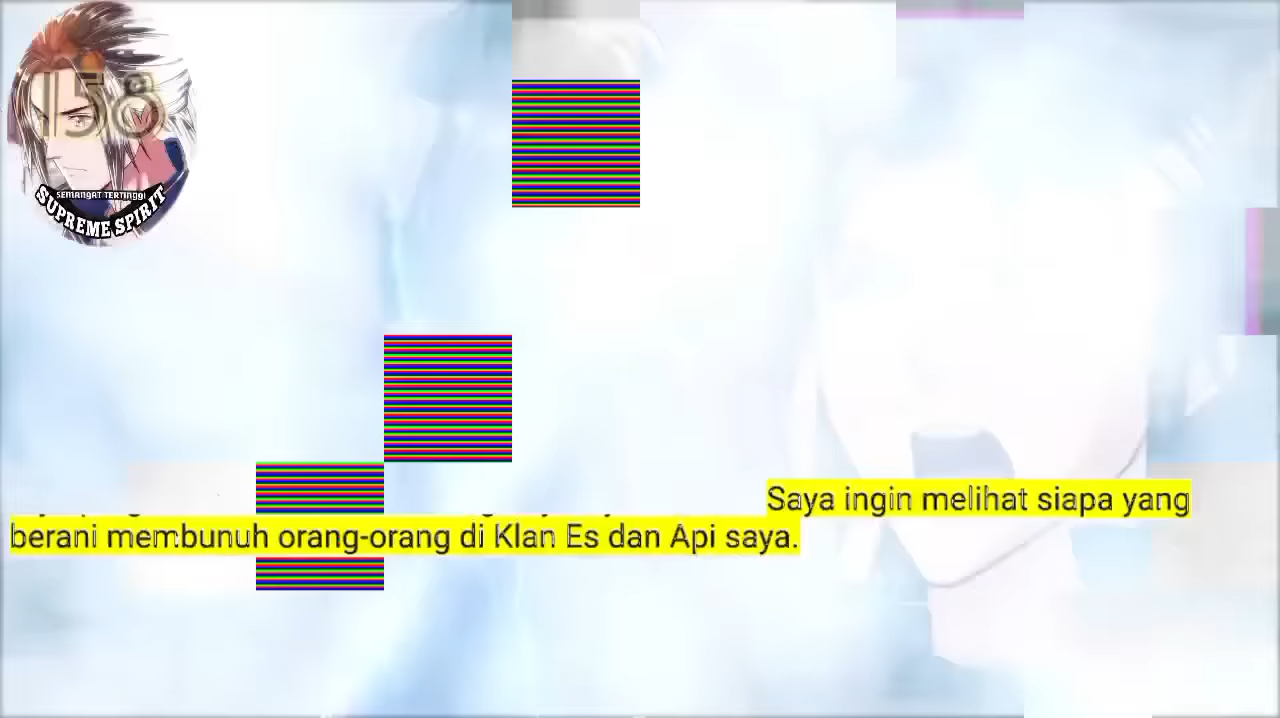 158
SEMANGAT TERTINGGI
SUPREME SPIRIT
Saya ingin melihat siapa yang
berani membunuh orang-orang di Klan Es dan Api saya.